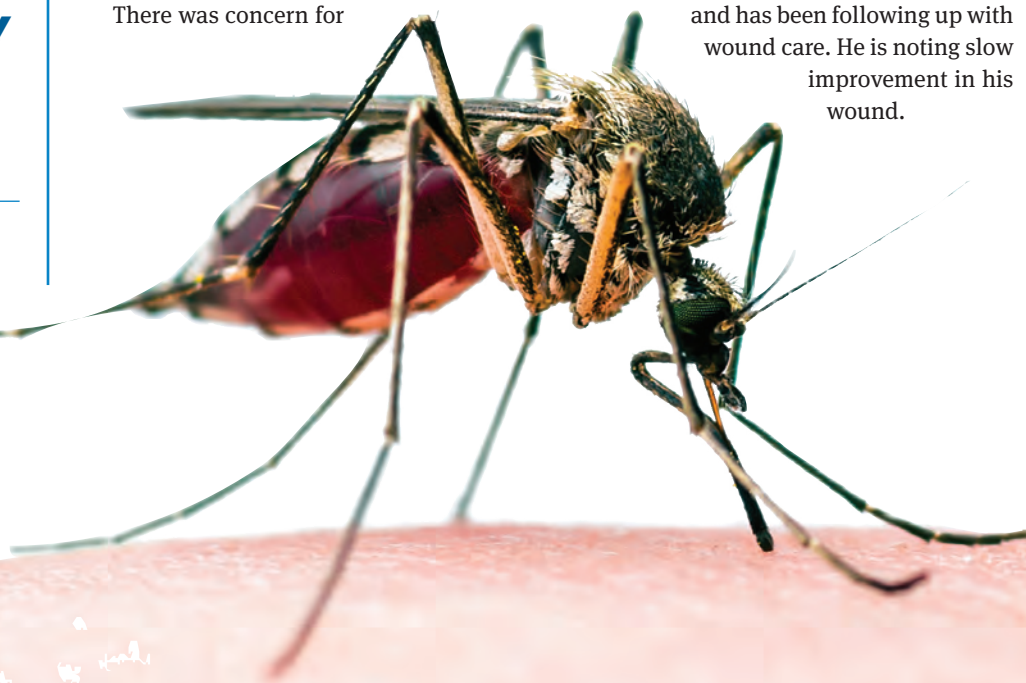 There was concern for
and has been following up with
wound care. He is noting slow
improvement in his
wound.